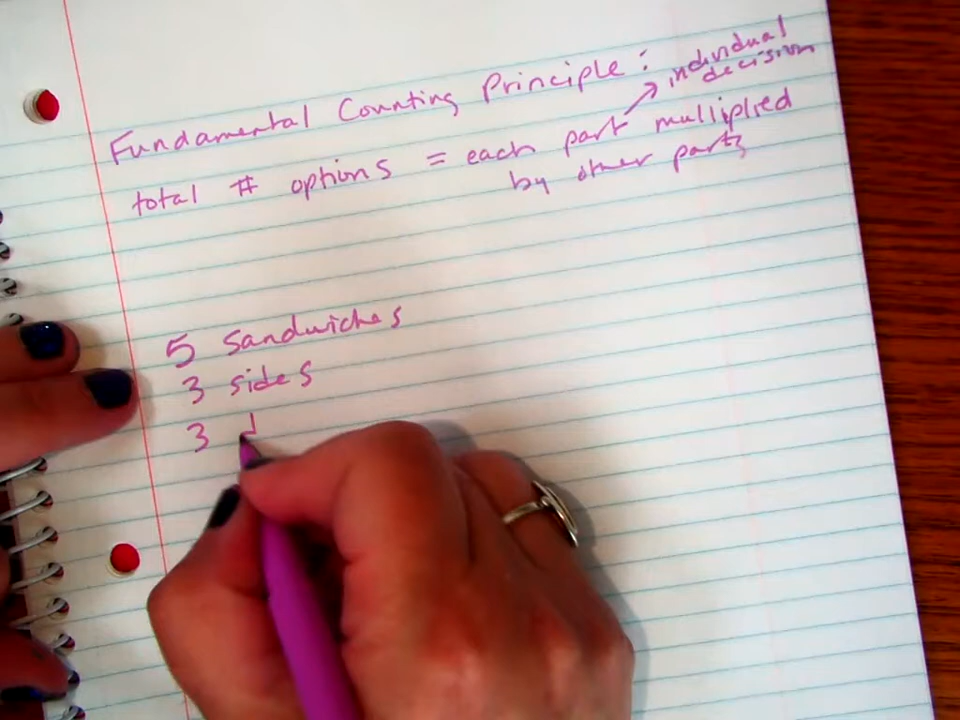 Fundamental Counting Principle:
individual
decision
total # options = each part multiplied
by other parts
5 sandwiches
3 sides
3 d